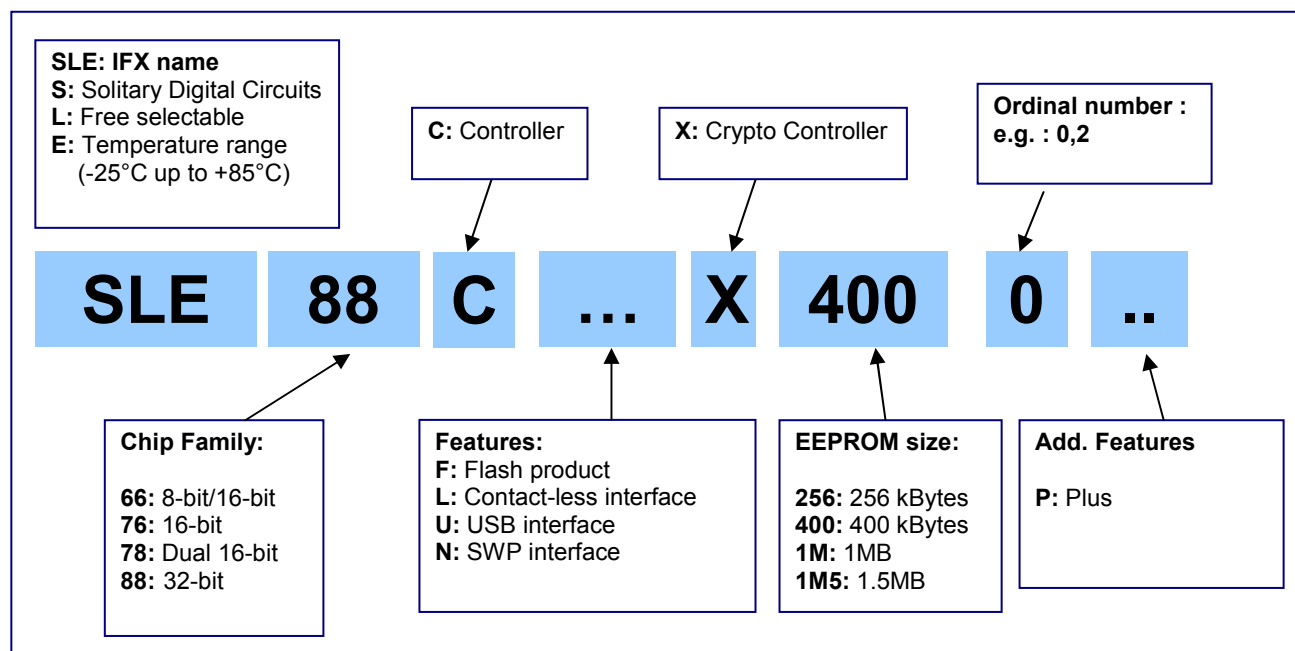 SLE: IFX name
S: Solitary Digital Circuits
L: Free selectable
E: Temperature range
(-25°C up to +85°C)
C: Controller
X: Crypto Controller
Ordinal number :
e.g. : 0,2
SLE 88 C ... X 400 0 ..
Chip Family:
66: 8-bit/16-bit
76: 16-bit
78: Dual 16-bit
88: 32-bit
Features:
F: Flash product
L: Contact-less interface
U: USB interface
N: SWP interface
EEPROM size:
256: 256 kBytes
400: 400 kBytes
1M: 1MB
1M5: 1.5MB
Add. Features
P: Plus